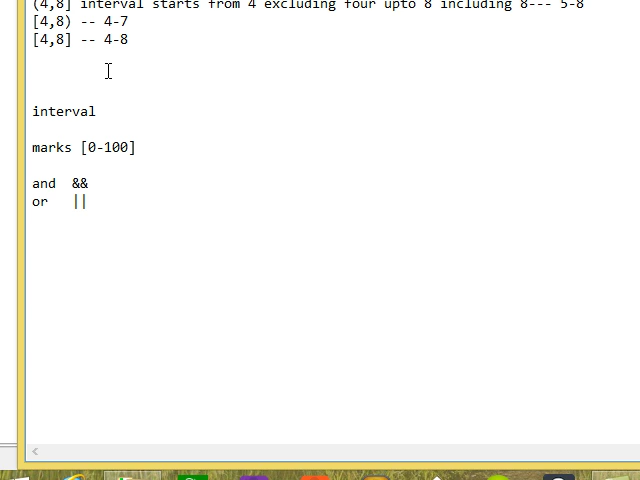 (4,8] interval starts from 4 excluding four upto 8 including 8--- 5-8
[4,8) -- 4-7
[4,8] -- 4-8
interval
marks [0-100]
and  &&
or   ||